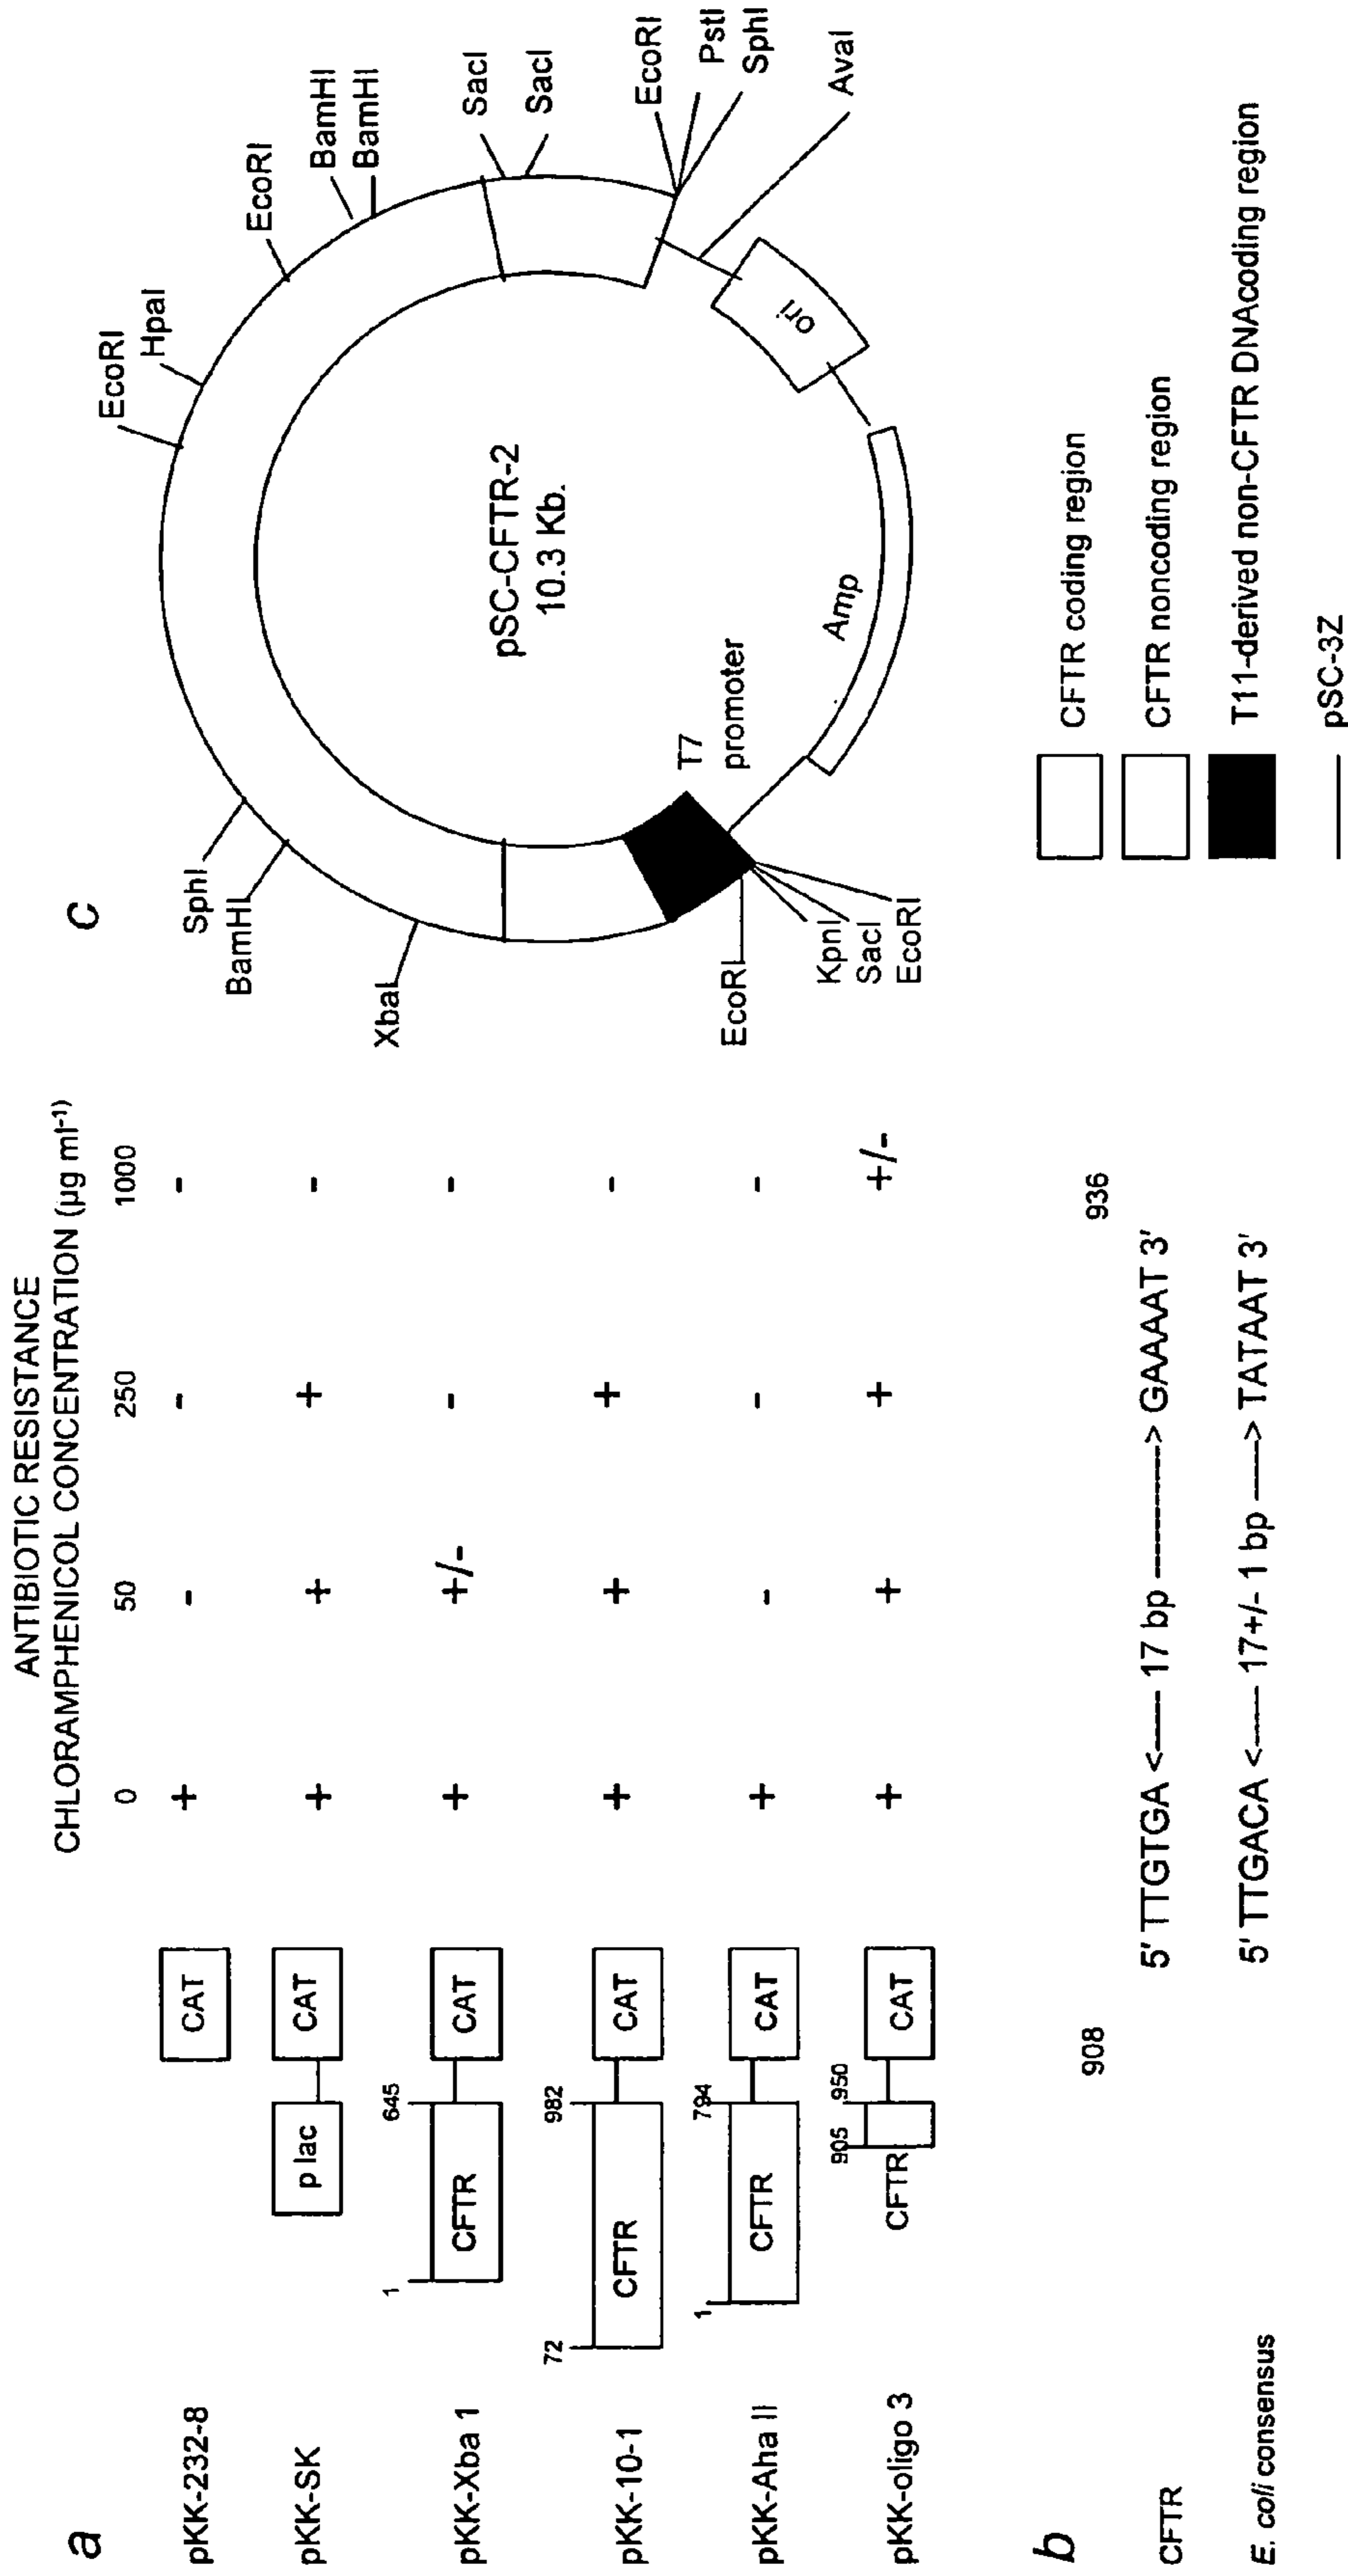 a
ANTIBIOTIC RESISTANCE
CHLORAMPHENICOL CONCENTRATION (µg ml⁻¹)
0 50 250 1000
pKK-232-8 CAT + - - -
pKK-SK p lac CAT + + + -
1 645
pKK-Xba 1 CFTR CAT + +/- - -
72 982
pKK-10-1 CFTR CAT + + + -
1 794
pKK-Aha II CFTR CAT + - - -
905 950
pKK-oligo 3 CFTR CAT + + + +/-
b
908 936
CFTR 5' TTGTGA <---- 17 bp -----------> GAAAAT 3'
E. coli consensus 5' TTGACA <---- 17+/- 1 bp ----> TATAAT 3'
c
EcoRI
HpaI
EcoRI
BamHI
BamHI
SacI
SacI
EcoRI
PstI
SphI
AvaI
SphI
BamHI
XbaI
EcoRI
KpnI
SacI
EcoRI
pSC-CFTR-2
10.3 Kb.
T7
promoter
Amp
ori
CFTR coding region
CFTR noncoding region
T11-derived non-CFTR DNAcoding region
pSC-3Z